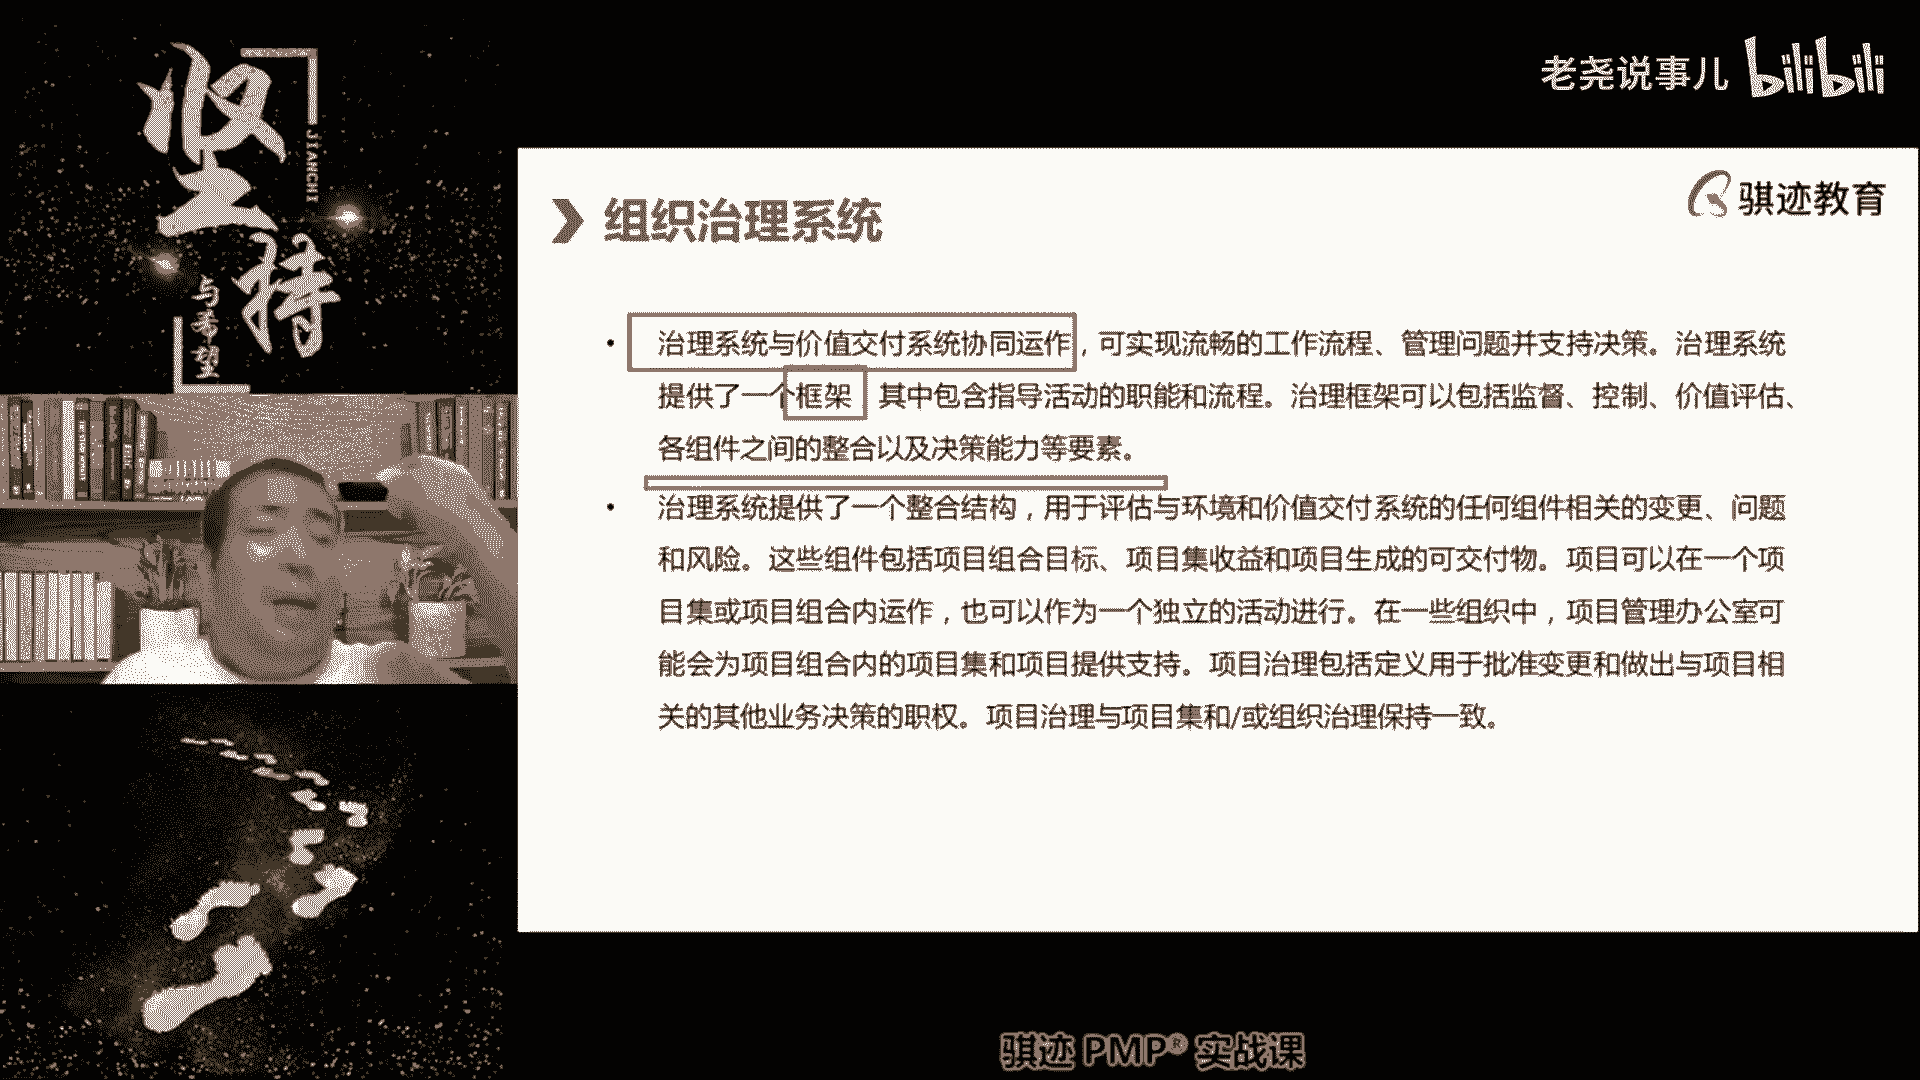 坚持
JIANCHI
与希望
老尧说事儿 bilibili
骐迹教育
组织治理系统
• 治理系统与价值交付系统协同运作，可实现流畅的工作流程、管理问题并支持决策。治理系统
提供了一个框架 其中包含指导活动的职能和流程。治理框架可以包括监督、控制、价值评估、
各组件之间的整合以及决策能力等要素。
• 治理系统提供了一个整合结构，用于评估与环境和价值交付系统的任何组件相关的变更、问题
和风险。这些组件包括项目组合目标、项目集收益和项目生成的可交付物。项目可以在一个项
目集或项目组合内运作，也可以作为一个独立的活动进行。在一些组织中，项目管理办公室可
能会为项目组合内的项目集和项目提供支持。项目治理包括定义用于批准变更和做出与项目相
关的其他业务决策的职权。项目治理与项目集和/或组织治理保持一致。
骐迹 PMP® 实战课